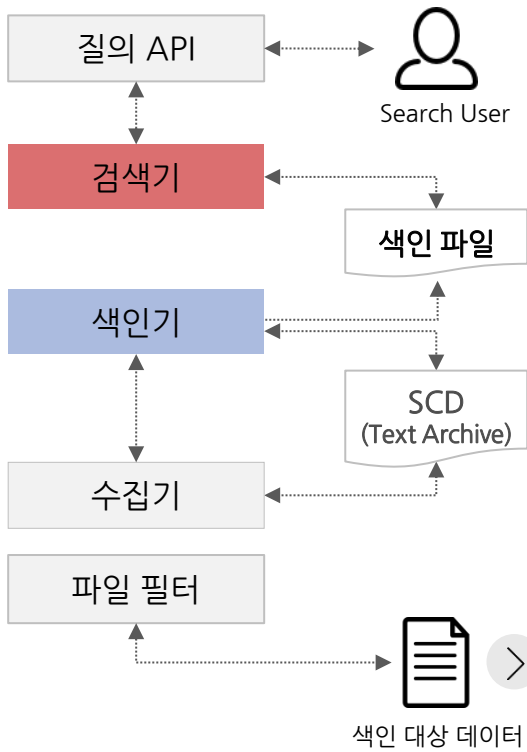 질의 API
Search User
검색기
색인 파일
색인기
SCD
(Text Archive)
수집기
파일 필터
색인 대상 데이터